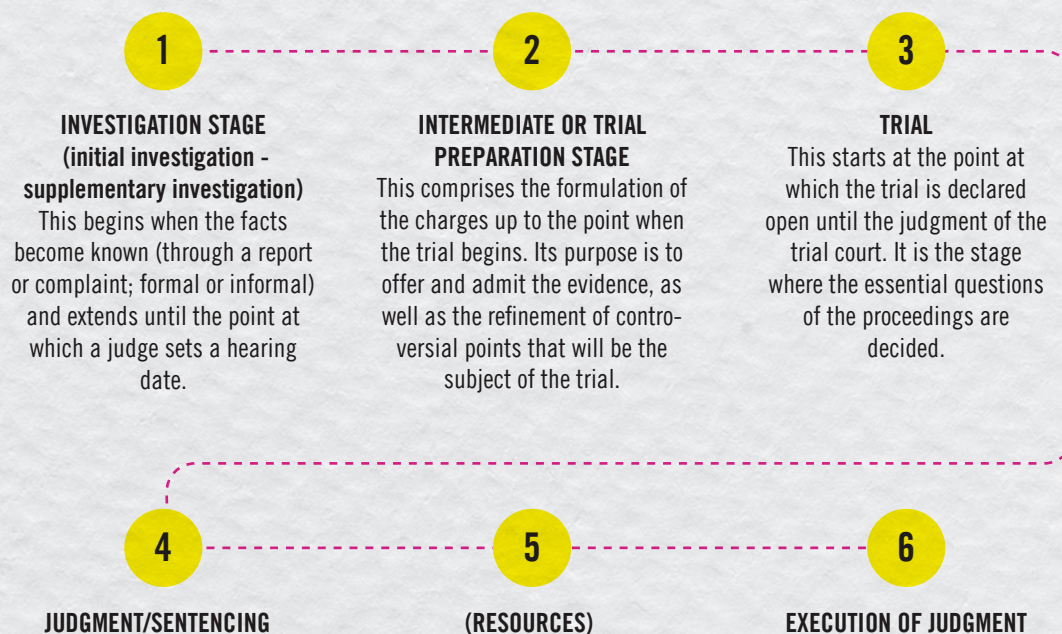 1
INVESTIGATION STAGE
(initial investigation -
supplementary investigation)
This begins when the facts
become known (through a report
or complaint; formal or informal)
and extends until the point at
which a judge sets a hearing
date.
2
INTERMEDIATE OR TRIAL
PREPARATION STAGE
This comprises the formulation of
the charges up to the point when
the trial begins. Its purpose is to
offer and admit the evidence, as
well as the refinement of contro-
versial points that will be the
subject of the trial.
3
TRIAL
This starts at the point at
which the trial is declared
open until the judgment of the
trial court. It is the stage
where the essential questions
of the proceedings are
decided.
4
JUDGMENT/SENTENCING
5
(RESOURCES)
6
EXECUTION OF JUDGMENT